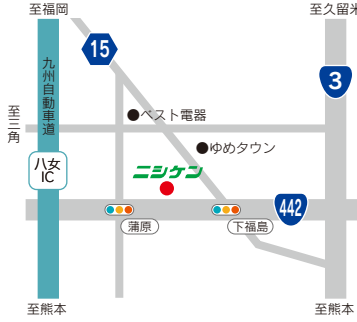 至福岡
至久留米
15
九州自動車道
3
ベスト電器
至三角
ゆめタウン
八女
IC
ニシケン
442
蒲原
下福島
至熊本
至熊本